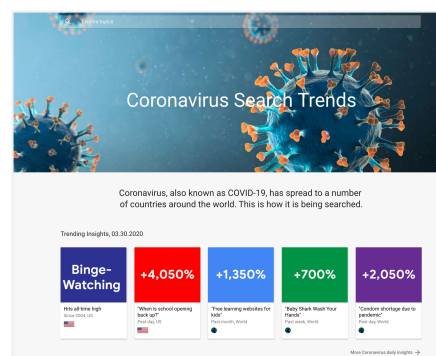 Explore topics
Coronavirus Search Trends
Coronavirus, also known as COVID-19, has spread to a number
of countries around the world. This is how it is being searched.
Trending Insights, 03.30.2020
Binge-
Watching
Hits all-time high
Since 2004, US
+4,050%
"When is school opening
back up?"
Past day, US
+1,350%
"Free learning websites for
kids"
Past month, World
+700%
"Baby Shark Wash Your
Hands"
Past week, World
+2,050%
"Condom shortage due to
pandemic"
Past day, World
More Coronavirus daily insights →